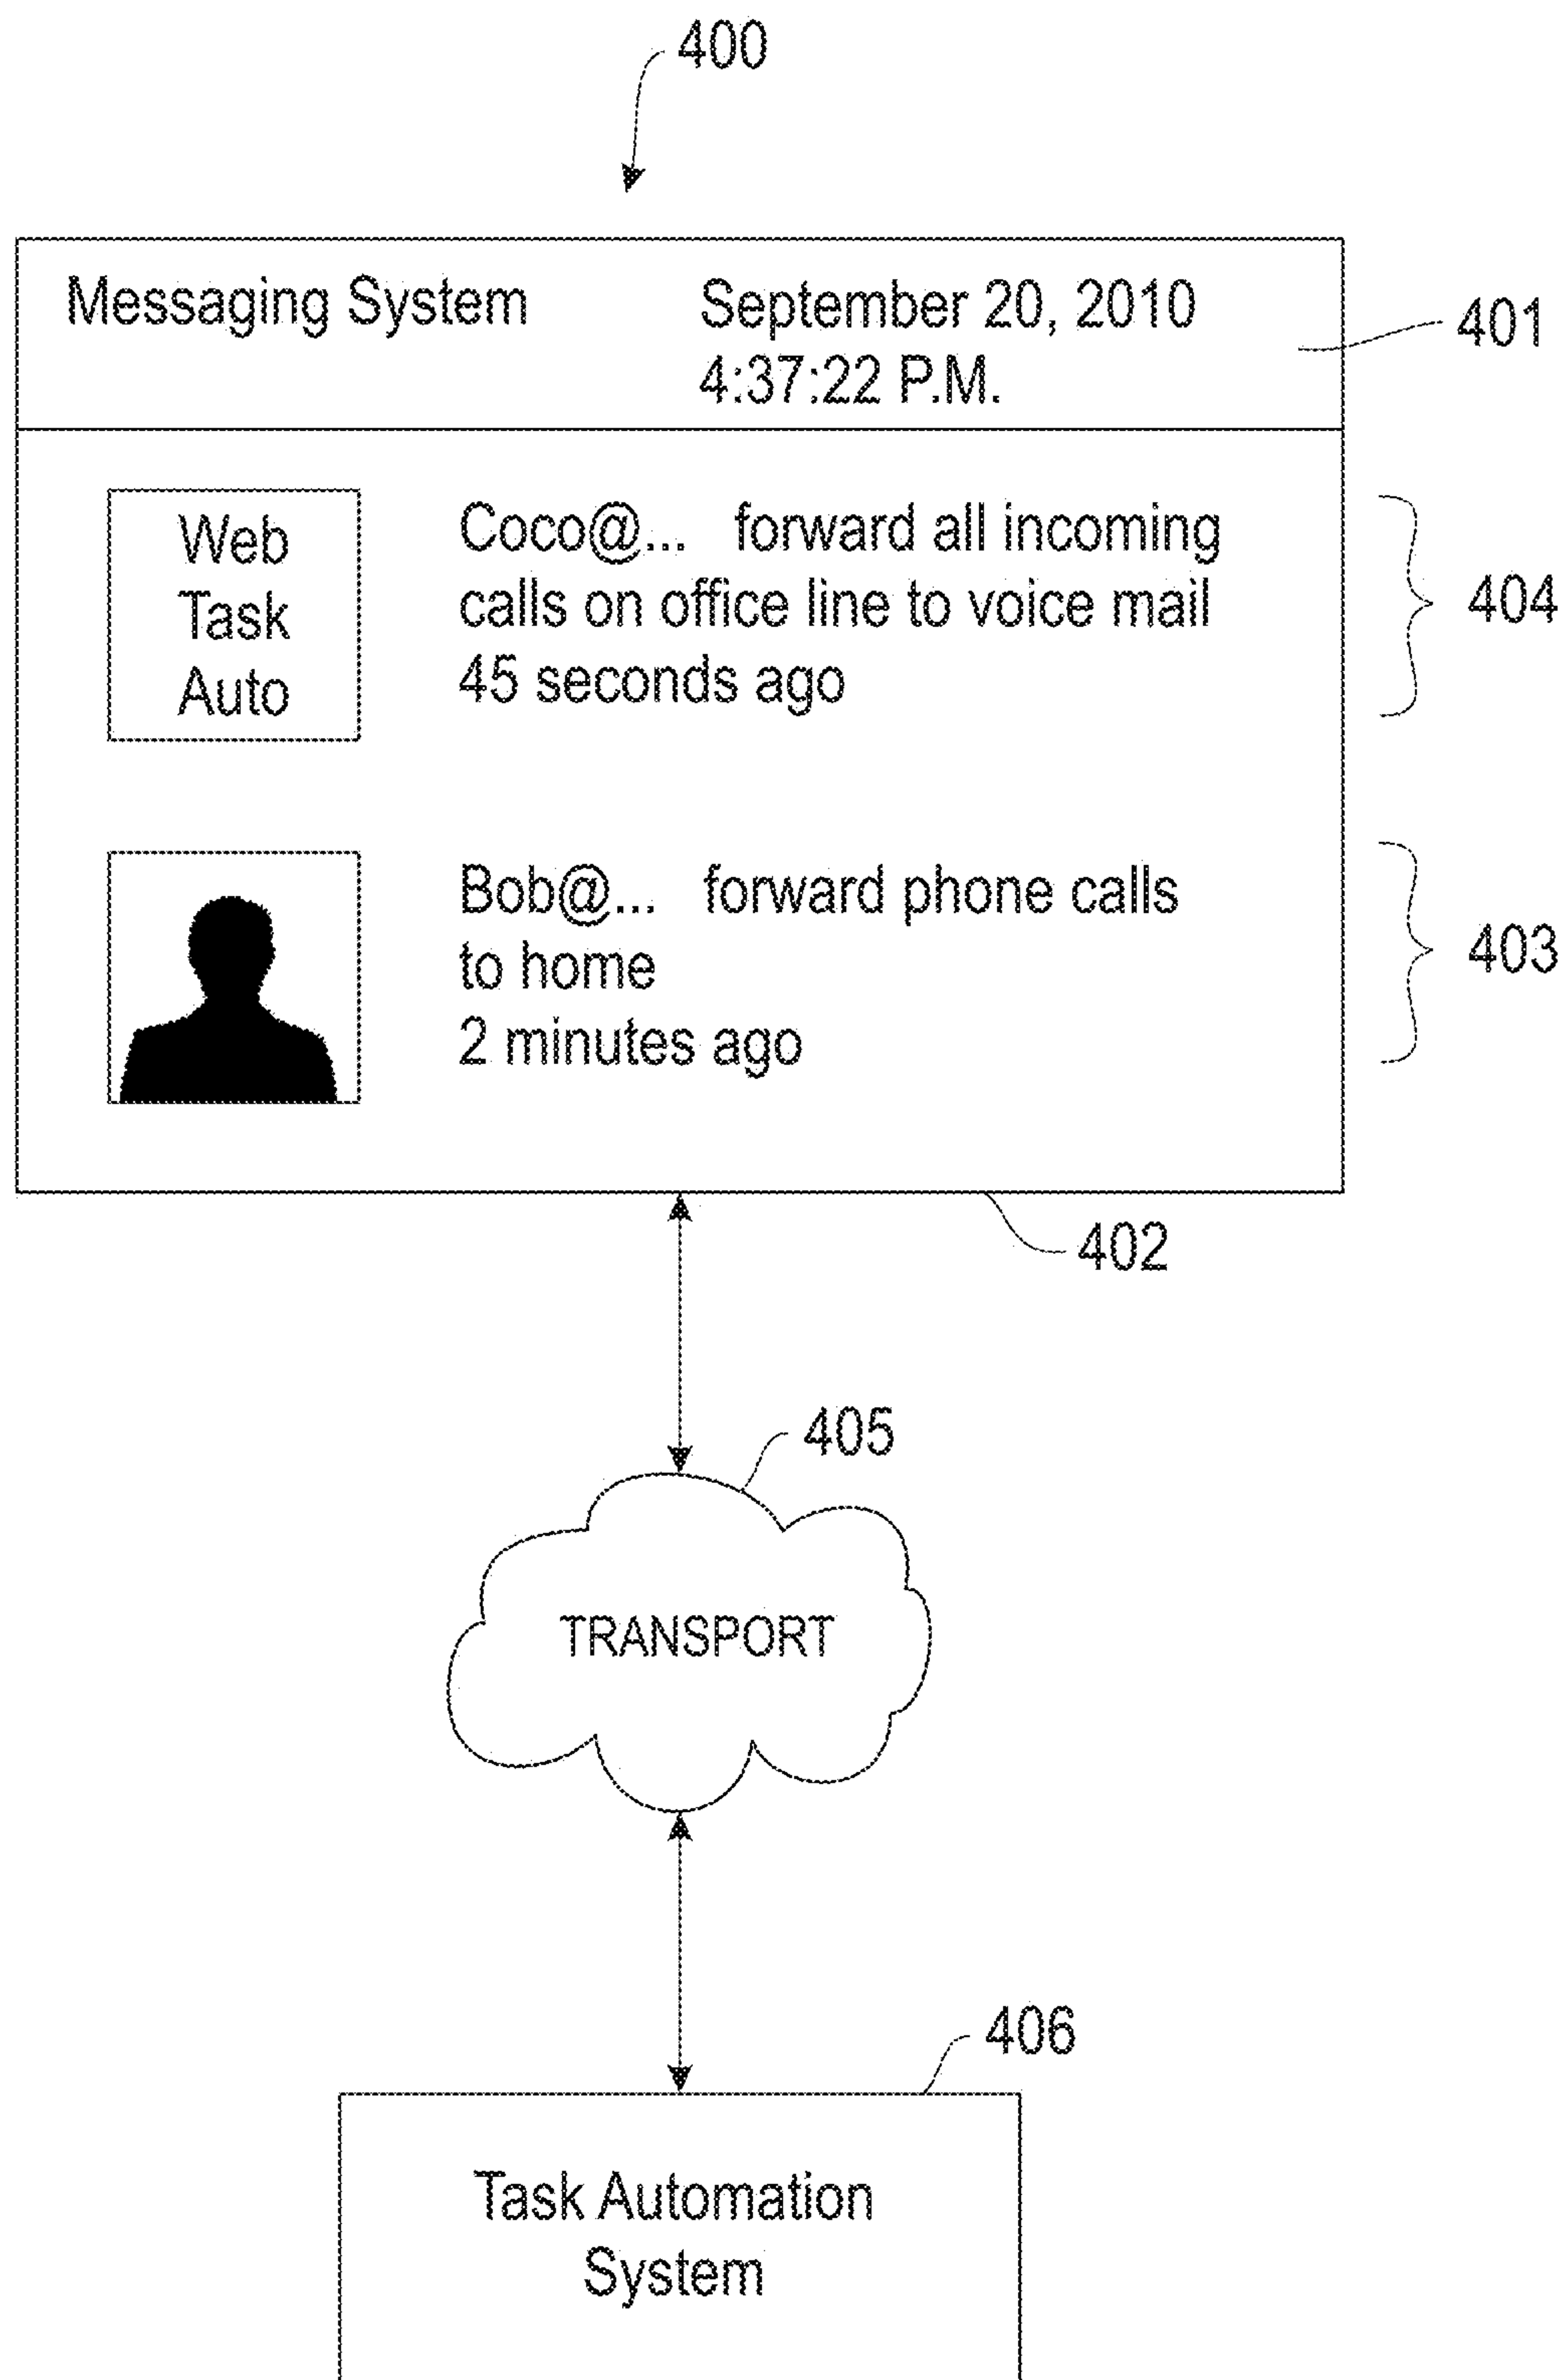 400
Messaging System
September 20, 2010
4:37:22 P.M.
401
Web
Task
Auto
Coco@... forward all incoming
calls on office line to voice mail
45 seconds ago
404
Bob@... forward phone calls
to home
2 minutes ago
403
402
405
TRANSPORT
406
Task Automation
System